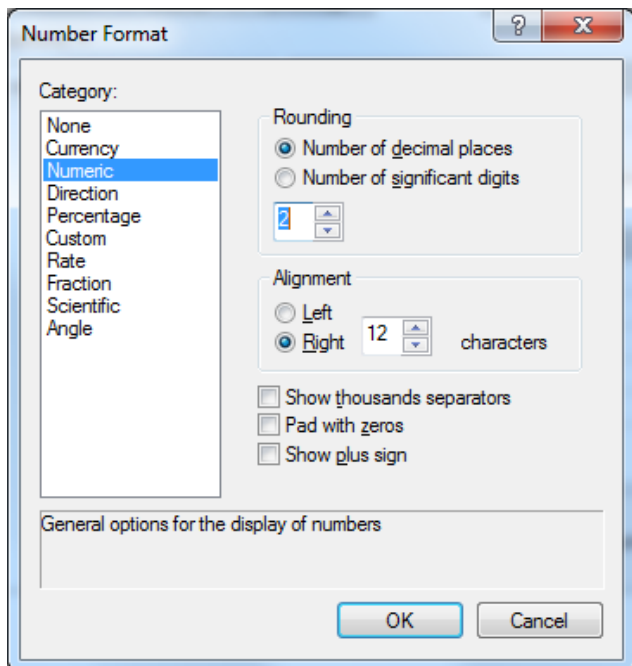 Number Format
Category:
None
Currency
Numeric
Direction
Percentage
Custom
Rate
Fraction
Scientific
Angle
Rounding
Number of decimal places
Number of significant digits
2
Alignment
Left
Right 12 characters
Show thousands separators
Pad with zeros
Show plus sign
General options for the display of numbers
OK Cancel